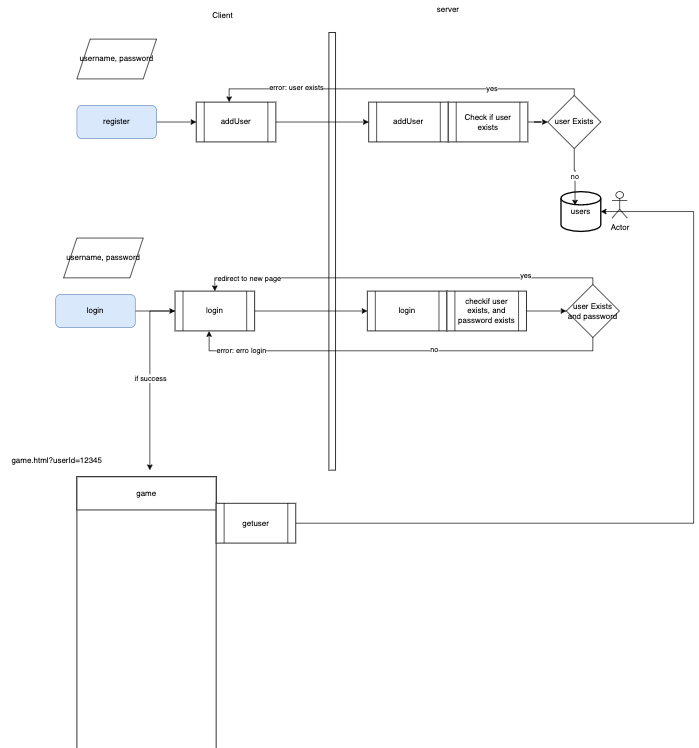 Client
server
username, password
error: user exists
yes
register
addUser
addUser
Check if user
exists
user Exists
no
users
Actor
username, password
redirect to new page
yes
login
login
login
checkif user
exists, and
password exists
user Exists
and password
error: erro login
no
if success
game.html?userId=12345
game
getuser